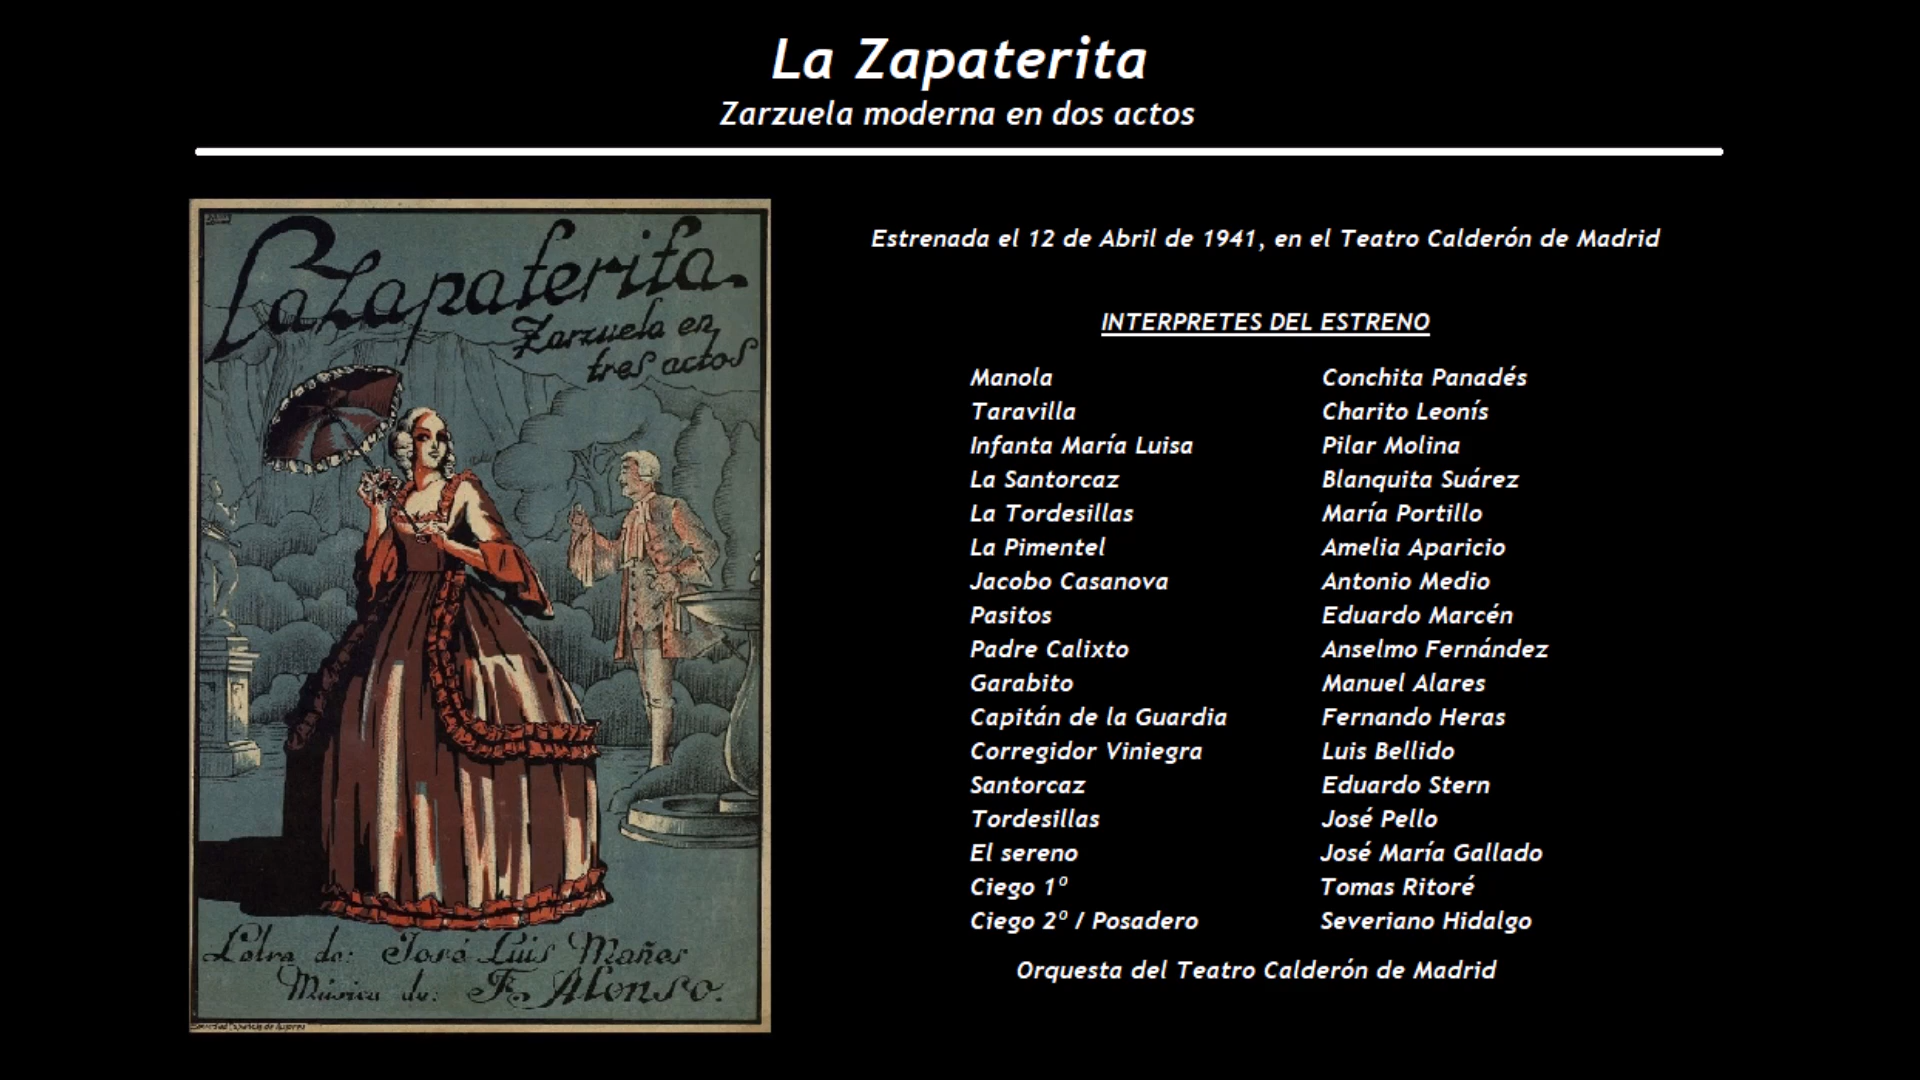 La Zapaterita
Zarzuela moderna en dos actos
La Zapaterita
Zarzuela en
tres actos
Letra de: José Luis Mañes
Música de: F. Alonso.
Estrenada el 12 de Abril de 1941, en el Teatro Calderón de Madrid
INTERPRETES DEL ESTRENO
Manola Conchita Panadés
Taravilla Charito Leonís
Infanta María Luisa Pilar Molina
La Santorcaz Blanquita Suárez
La Tordesillas María Portillo
La Pimentel Amelia Aparicio
Jacobo Casanova Antonio Medio
Pasitos Eduardo Marcén
Padre Calixto Anselmo Fernández
Garabito Manuel Alares
Capitán de la Guardia Fernando Heras
Corregidor Viniegra Luis Bellido
Santorcaz Eduardo Stern
Tordesillas José Pello
El sereno José María Gallado
Ciego 1º Tomas Ritoré
Ciego 2º / Posadero Severiano Hidalgo
Orquesta del Teatro Calderón de Madrid